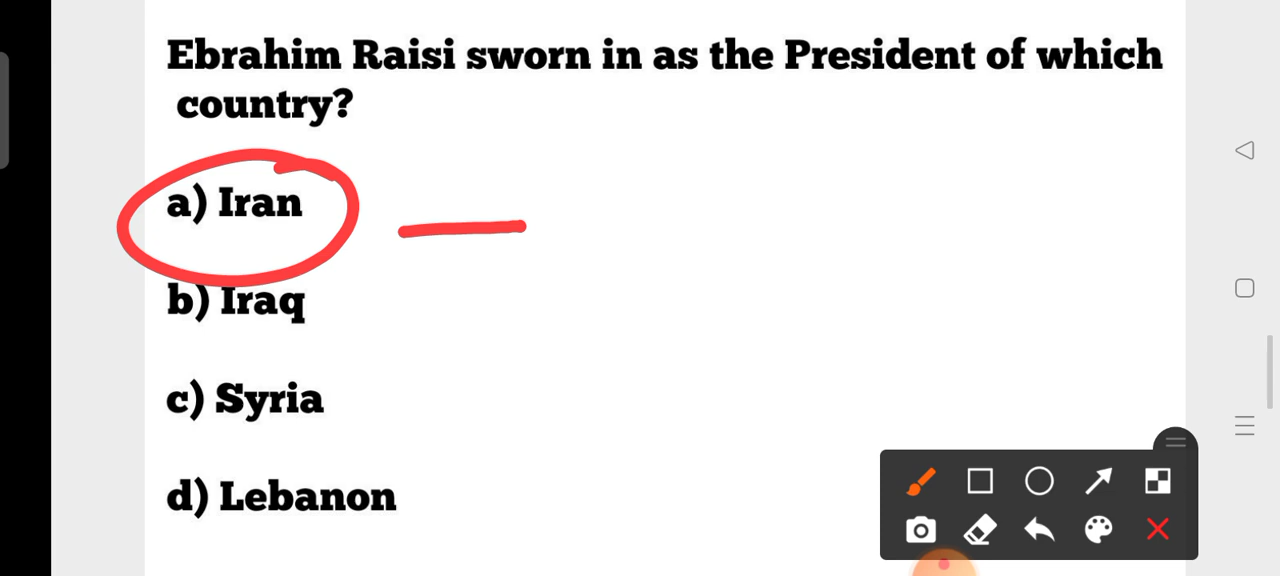 Ebrahim Raisi sworn in as the President of which
country?
a) Iran
b) Iraq
c) Syria
d) Lebanon